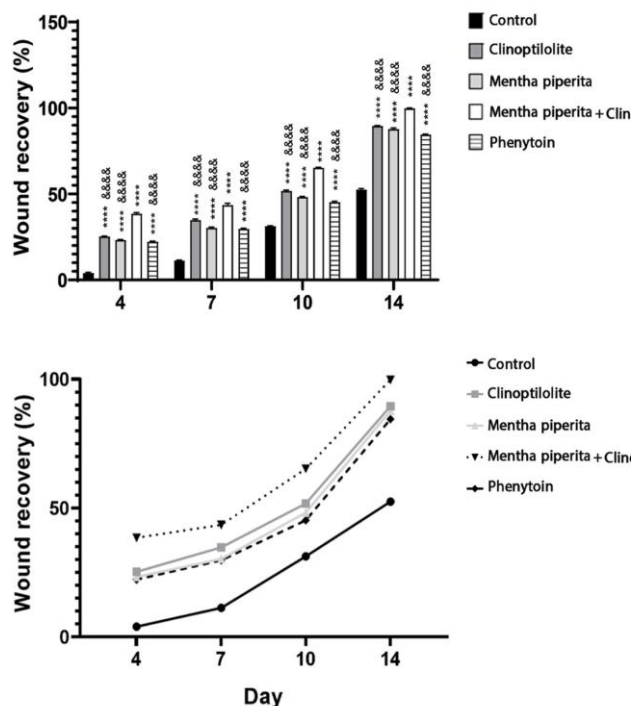 Wound recovery (%)
150
100
50
0
4 7 10 14
**** &&&&
**** &&&&
****
**** &&&&
**** &&&&
**** &&&&
****
**** &&&&
**** &&&&
**** &&&&
****
**** &&&&
**** &&&&
**** &&&&
****
**** &&&&
Control
Clinoptilolite
Mentha piperita
Mentha piperita + Clin
Phenytoin
Wound recovery (%)
100
50
0
4 7 10 14
Day
Control
Clinoptilolite
Mentha piperita
Mentha piperita + Clino
Phenytoin